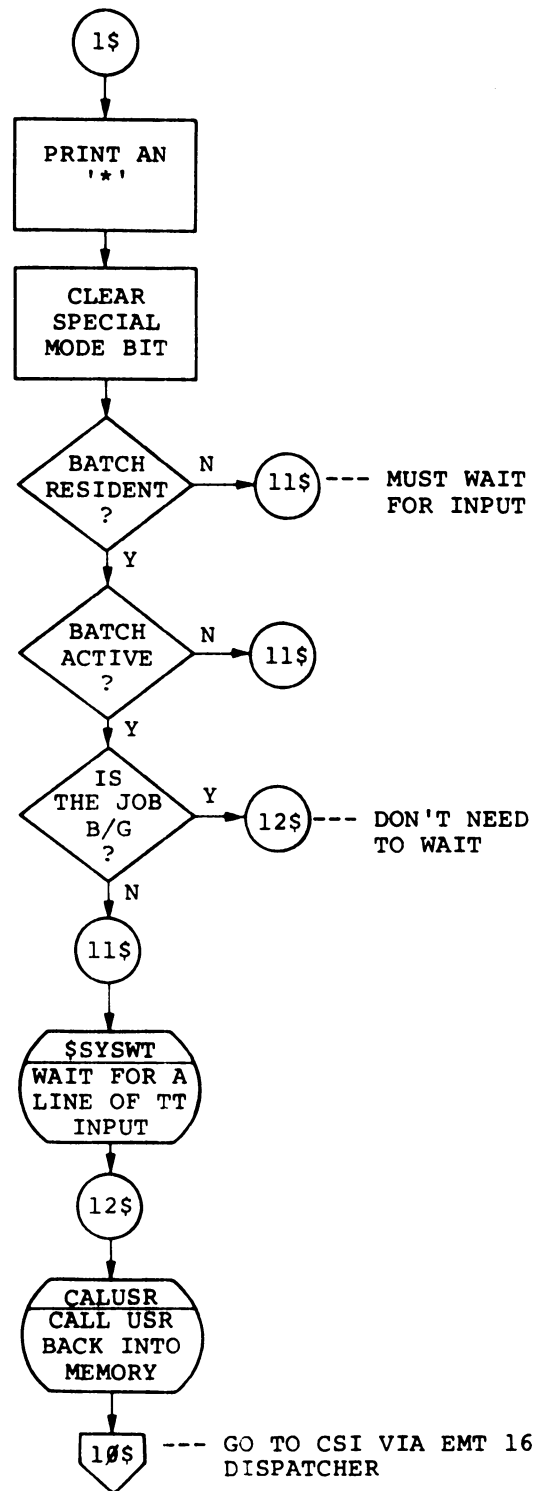 1$
PRINT AN
'*'
CLEAR
SPECIAL
MODE BIT
BATCH
RESIDENT
?
N
11$ --- MUST WAIT
FOR INPUT
Y
BATCH
ACTIVE
?
N
11$
Y
IS
THE JOB
B/G
?
Y
12$ --- DON'T NEED
TO WAIT
N
11$
$SYSWT
WAIT FOR A
LINE OF TT
INPUT
12$
CALUSR
CALL USR
BACK INTO
MEMORY
1Ø$ --- GO TO CSI VIA EMT 16
DISPATCHER